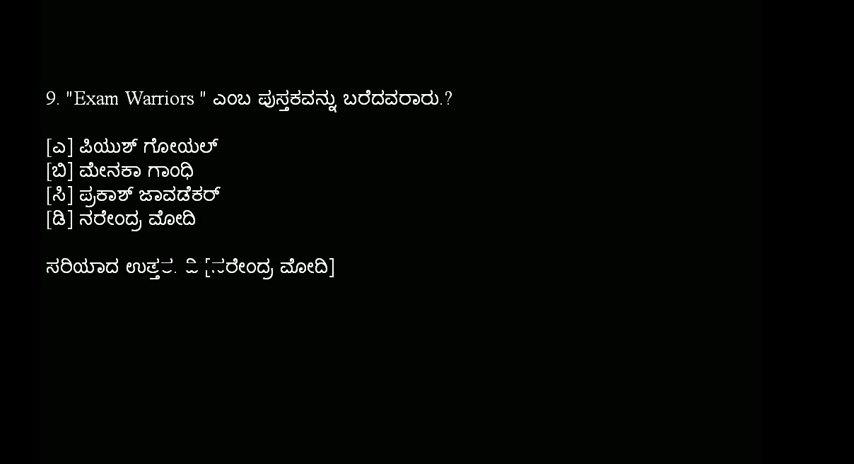 9. "Exam Warriors " ಎಂಬ ಪುಸ್ತಕವನ್ನು ಬರೆದವರಾರು.?
[ಎ] ಪಿಯುಶ್ ಗೋಯಲ್
[ಬಿ] ಮೇನಕಾ ಗಾಂಧಿ
[ಸಿ] ಪ್ರಕಾಶ್ ಜಾವಡೆಕರ್
[ಡಿ] ನರೇಂದ್ರ ಮೋದಿ
ಸರಿಯಾದ ಉತ್ತರ. ಡಿ [ನರೇಂದ್ರ ಮೋದಿ]